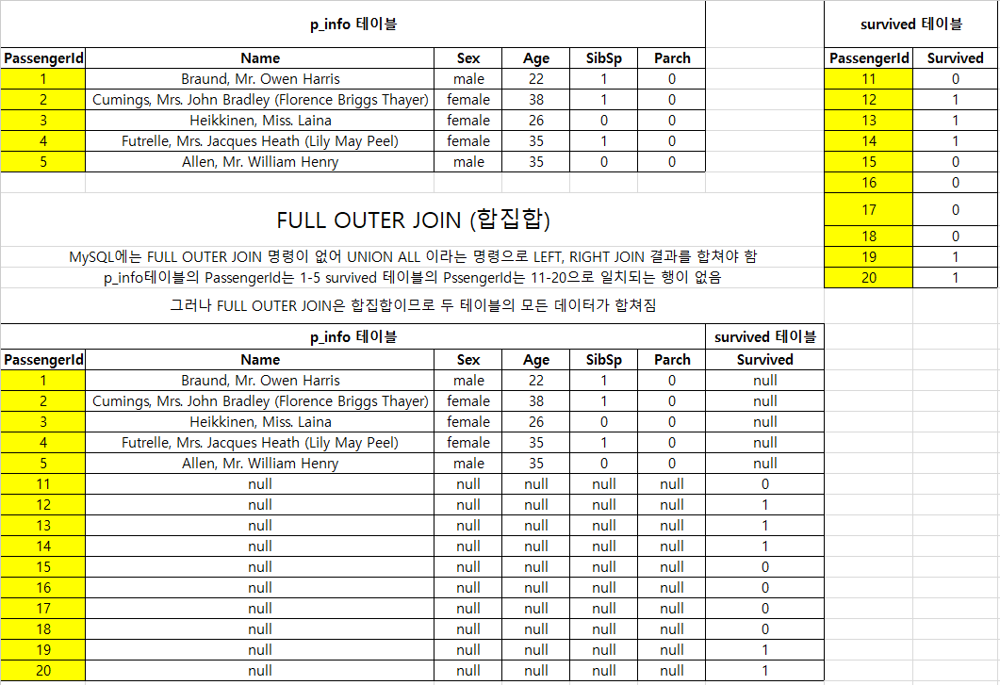 p_info 테이블
PassengerId Name Sex Age SibSp Parch
1 Braund, Mr. Owen Harris male 22 1 0
2 Cumings, Mrs. John Bradley (Florence Briggs Thayer) female 38 1 0
3 Heikkinen, Miss. Laina female 26 0 0
4 Futrelle, Mrs. Jacques Heath (Lily May Peel) female 35 1 0
5 Allen, Mr. William Henry male 35 0 0
survived 테이블
PassengerId Survived
11 0
12 1
13 1
14 1
15 0
16 0
17 0
18 0
19 1
20 1
FULL OUTER JOIN (합집합)
MySQL에는 FULL OUTER JOIN 명령이 없어 UNION ALL 이라는 명령으로 LEFT, RIGHT JOIN 결과를 합쳐야 함
p_info테이블의 PassengerId는 1-5 survived 테이블의 PssengerId는 11-20으로 일치되는 행이 없음
그러나 FULL OUTER JOIN은 합집합이므로 두 테이블의 모든 데이터가 합쳐짐
p_info 테이블 survived 테이블
PassengerId Name Sex Age SibSp Parch Survived
1 Braund, Mr. Owen Harris male 22 1 0 null
2 Cumings, Mrs. John Bradley (Florence Briggs Thayer) female 38 1 0 null
3 Heikkinen, Miss. Laina female 26 0 0 null
4 Futrelle, Mrs. Jacques Heath (Lily May Peel) female 35 1 0 null
5 Allen, Mr. William Henry male 35 0 0 null
11 null null null null null 0
12 null null null null null 1
13 null null null null null 1
14 null null null null null 1
15 null null null null null 0
16 null null null null null 0
17 null null null null null 0
18 null null null null null 0
19 null null null null null 1
20 null null null null null 1